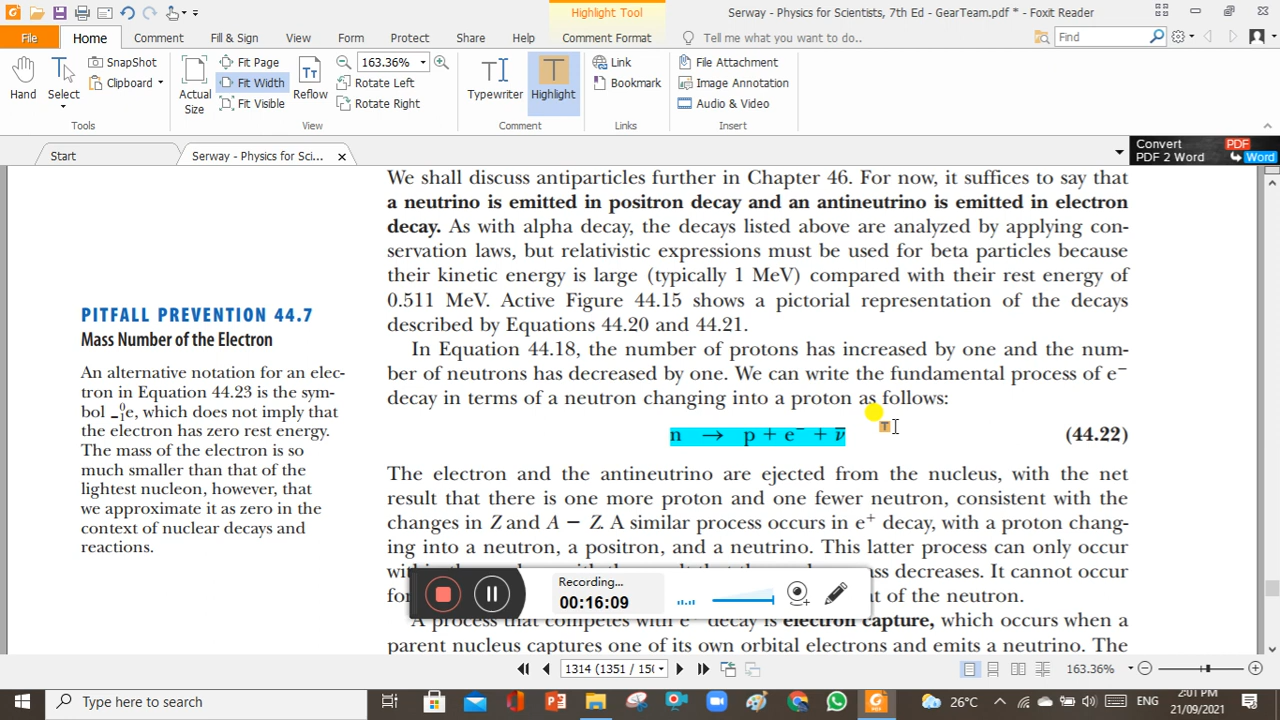 Highlight Tool
Serway - Physics for Scientists, 7th Ed - GearTeam.pdf * - Foxit Reader
File Home Comment Fill & Sign View Form Protect Share Help Comment Format Tell me what you want to do.. Find
Hand
Select
SnapShot
Clipboard
Tools
Actual Size
Fit Page
Fit Width
Fit Visible
Reflow
163.36%
Rotate Left
Rotate Right
View
Typewriter
Highlight
Comment
Link
Bookmark
Links
File Attachment
Image Annotation
Audio & Video
Insert
Start
Serway - Physics for Sci...
Convert PDF
PDF 2 Word Word
We shall discuss antiparticles further in Chapter 46. For now, it suffices to say that
a neutrino is emitted in positron decay and an antineutrino is emitted in electron
decay. As with alpha decay, the decays listed above are analyzed by applying con-
servation laws, but relativistic expressions must be used for beta particles because
their kinetic energy is large (typically 1 MeV) compared with their rest energy of
0.511 MeV. Active Figure 44.15 shows a pictorial representation of the decays
described by Equations 44.20 and 44.21.
In Equation 44.18, the number of protons has increased by one and the num-
ber of neutrons has decreased by one. We can write the fundamental process of e⁻
decay in terms of a neutron changing into a proton as follows:
n → p + e⁻ + ν̅ (44.22)
The electron and the antineutrino are ejected from the nucleus, with the net
result that there is one more proton and one fewer neutron, consistent with the
changes in Z and A − Z. A similar process occurs in e⁺ decay, with a proton chang-
ing into a neutron, a positron, and a neutrino. This latter process can only occur
mass decreases. It cannot occur
of the neutron.
A process that competes with e decay is electron capture, which occurs when a
parent nucleus captures one of its own orbital electrons and emits a neutrino. The
PITFALL PREVENTION 44.7
Mass Number of the Electron
An alternative notation for an elec-
tron in Equation 44.23 is the sym-
bol ₋₁⁰e, which does not imply that
the electron has zero rest energy.
The mass of the electron is so
much smaller than that of the
lightest nucleon, however, that
we approximate it as zero in the
context of nuclear decays and
reactions.
Recording...
00:16:09
1314 (1351 / 150
163.36%
Type here to search
26°C
ENG
2:01 PM
21/09/2021